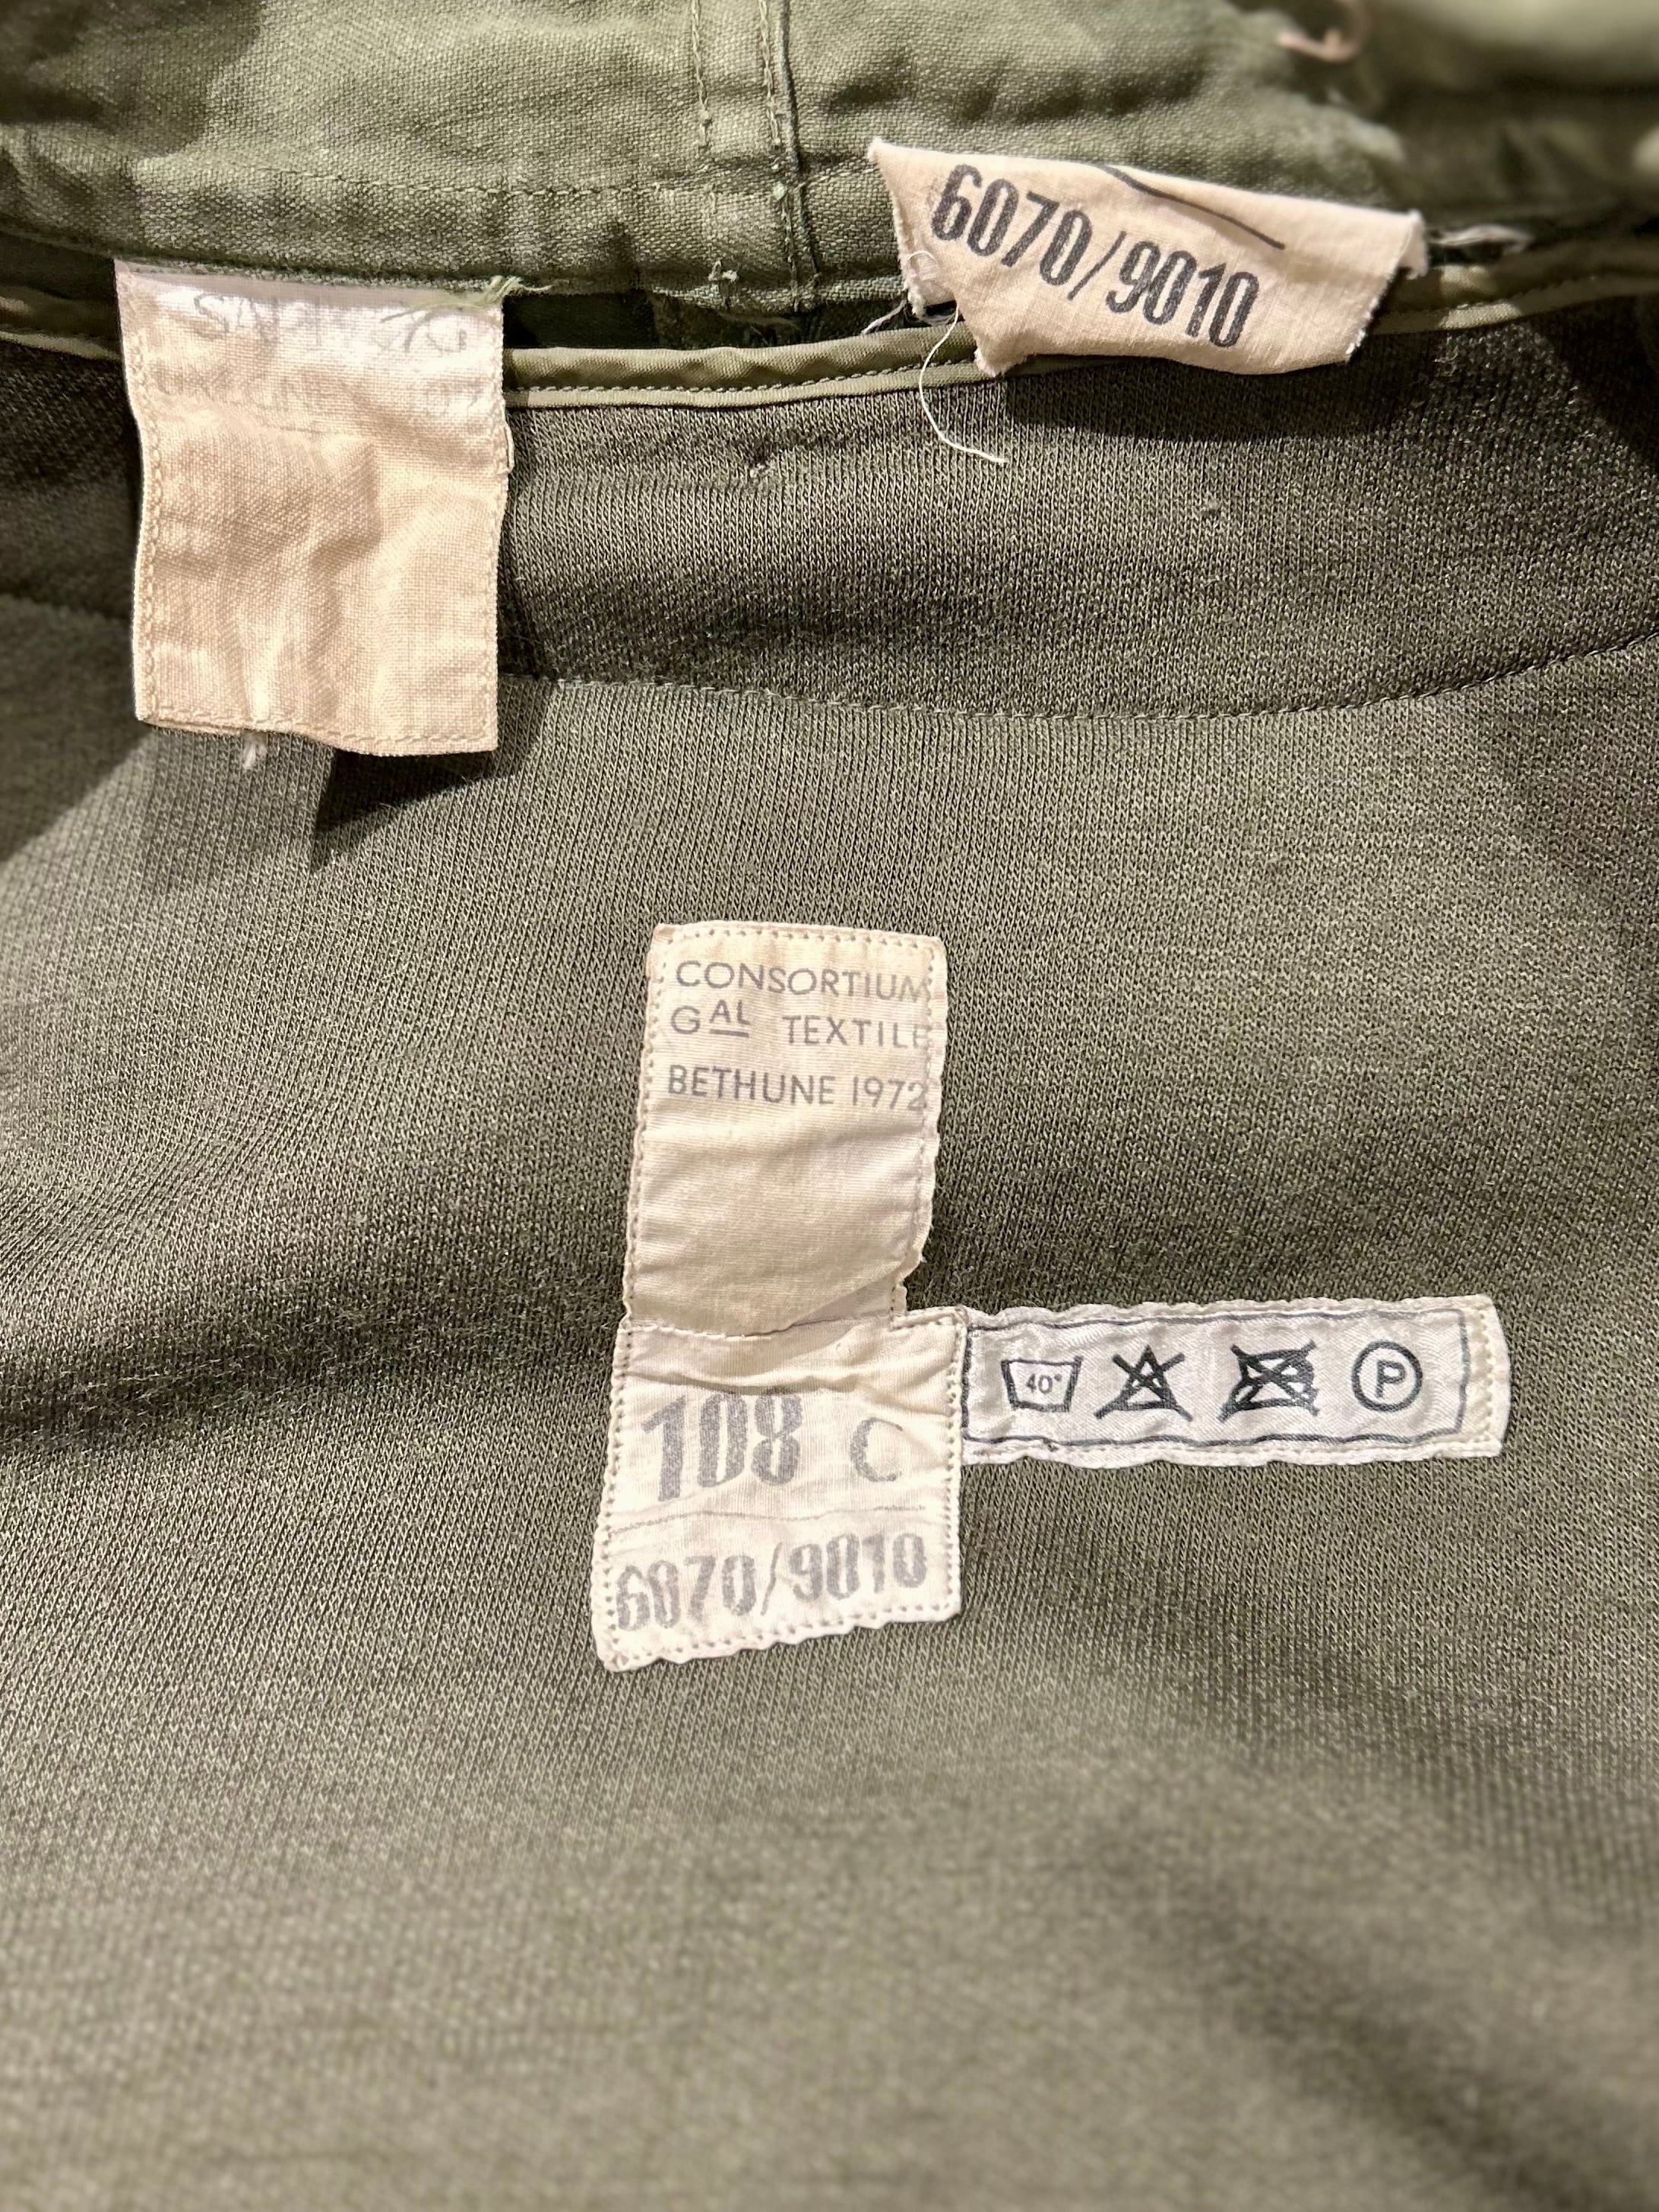 6070/9010
CONSORTIUM
GAL TEXTILE
BETHUNE 1972
108 C
6070/9010
40°
P